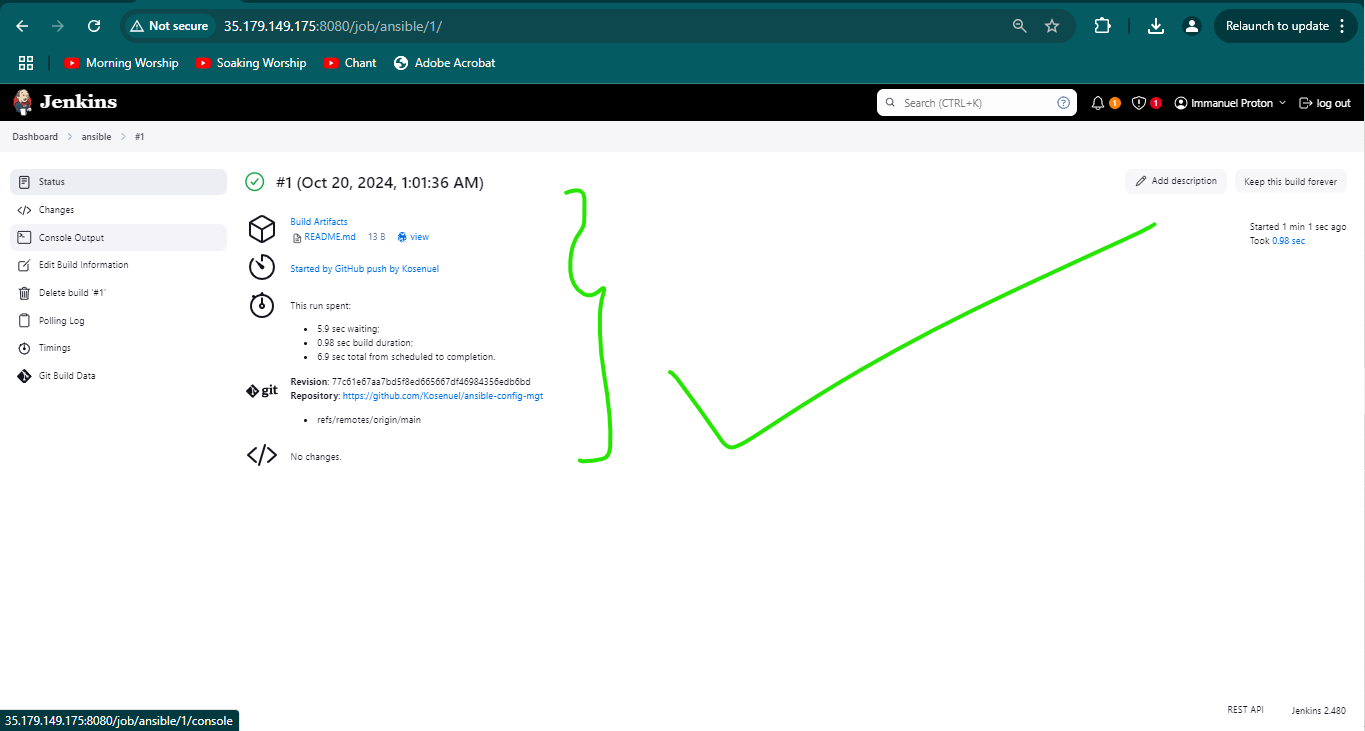 Not secure 35.179.149.175:8080/job/ansible/1/ Relaunch to update
Morning Worship Soaking Worship Chant Adobe Acrobat
Jenkins Search (CTRL+K) ? 1 1 Immanuel Proton log out
Dashboard ansible #1
Status
Changes
Console Output
Edit Build Information
Delete build '#1'
Polling Log
Timings
Git Build Data
#1 (Oct 20, 2024, 1:01:36 AM)
Add description Keep this build forever
Started 1 min 1 sec ago
Took 0.98 sec
Build Artifacts
README.md 13 B view
Started by GitHub push by Kosenuel
This run spent:
5.9 sec waiting;
0.98 sec build duration;
6.9 sec total from scheduled to completion.
git
Revision: 77c61e67aa7bd5f8ed665667df46984356edb6bd
Repository: https://github.com/Kosenuel/ansible-config-mgt
refs/remotes/origin/main
No changes.
REST API Jenkins 2.480
35.179.149.175:8080/job/ansible/1/console